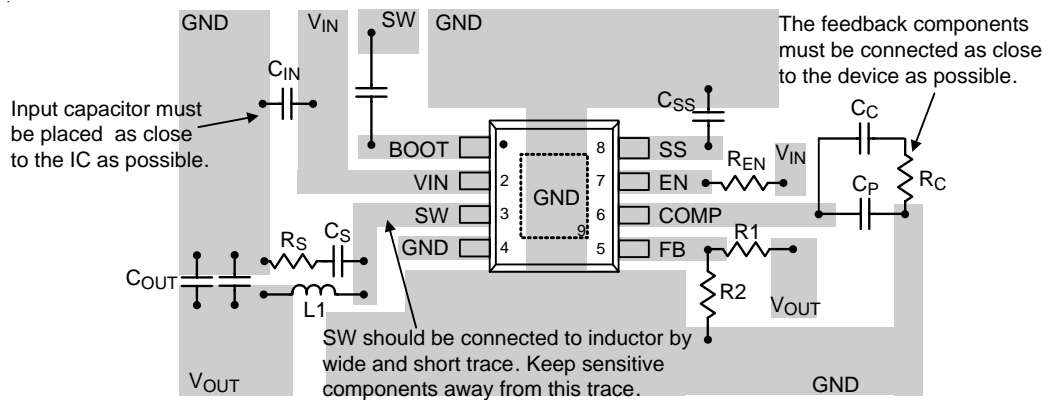 GND
VIN
SW
GND
The feedback components
must be connected as close
to the device as possible.
CIN
Input capacitor must
be placed as close
to the IC as possible.
CSS
CC
BOOT
8
SS
REN
VIN
RC
VIN
2
GND
7
EN
CP
SW
3
6
COMP
9
GND
4
5
FB
R1
RS
CS
COUT
R2
L1
VOUT
SW should be connected to inductor by
wide and short trace. Keep sensitive
components away from this trace.
VOUT
GND